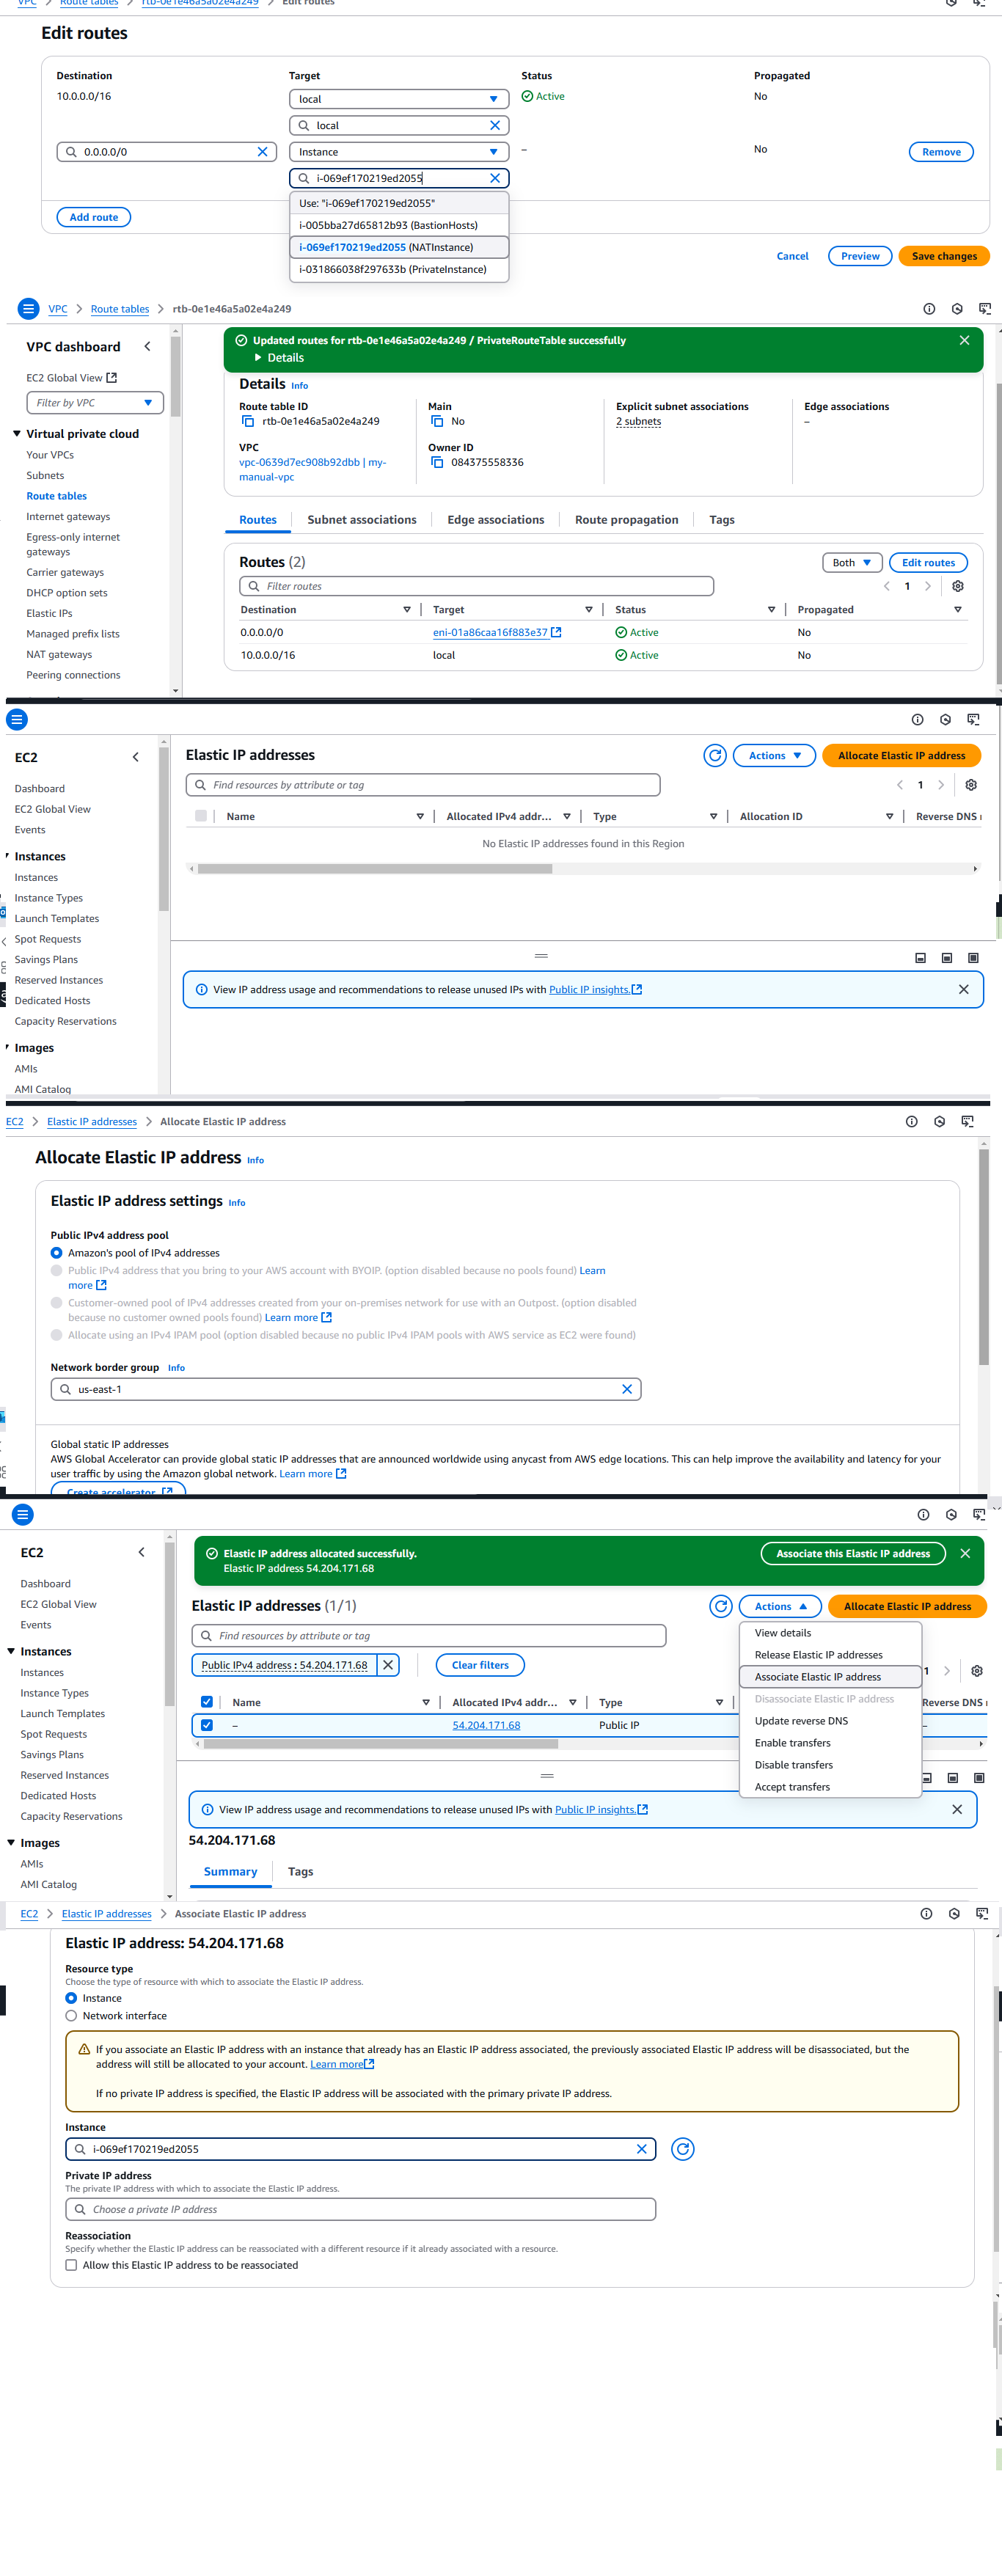 VPC > Route tables > rtb-0e1e46a5a02e4a249 > Edit routes
Edit routes
Destination Target Status Propagated
10.0.0.0/16 local Active No
local
0.0.0.0/0 Instance – No Remove
i-069ef170219ed2055
Use: "i-069ef170219ed2055"
Add route
i-005bba27d65812b93 (BastionHosts)
i-069ef170219ed2055 (NATInstance)
i-031866038f297633b (PrivateInstance)
Cancel Preview Save changes
VPC > Route tables > rtb-0e1e46a5a02e4a249
VPC dashboard
EC2 Global View
Filter by VPC
Virtual private cloud
Your VPCs
Subnets
Route tables
Internet gateways
Egress-only internet
gateways
Carrier gateways
DHCP option sets
Elastic IPs
Managed prefix lists
NAT gateways
Peering connections
Updated routes for rtb-0e1e46a5a02e4a249 / PrivateRouteTable successfully
Details
Details Info
Route table ID Main Explicit subnet associations Edge associations
rtb-0e1e46a5a02e4a249 No 2 subnets –
VPC Owner ID
vpc-0639d7ec908b92dbb | my- 084375558336
manual-vpc
Routes Subnet associations Edge associations Route propagation Tags
Routes (2) Both Edit routes
Filter routes 1
Destination Target Status Propagated
0.0.0.0/0 eni-01a86caa16f883e37 Active No
10.0.0.0/16 local Active No
EC2
Dashboard
EC2 Global View
Events
Instances
Instances
Instance Types
Launch Templates
Spot Requests
Savings Plans
Reserved Instances
Dedicated Hosts
Capacity Reservations
Images
AMIs
AMI Catalog
Elastic IP addresses Actions Allocate Elastic IP address
Find resources by attribute or tag 1
Name Allocated IPv4 addr... Type Allocation ID Reverse DNS
No Elastic IP addresses found in this Region
View IP address usage and recommendations to release unused IPs with Public IP insights.
EC2 > Elastic IP addresses > Allocate Elastic IP address
Allocate Elastic IP address Info
Elastic IP address settings Info
Public IPv4 address pool
Amazon's pool of IPv4 addresses
Public IPv4 address that you bring to your AWS account with BYOIP. (option disabled because no pools found) Learn
more
Customer-owned pool of IPv4 addresses created from your on-premises network for use with an Outpost. (option disabled
because no customer owned pools found) Learn more
Allocate using an IPv4 IPAM pool (option disabled because no public IPv4 IPAM pools with AWS service as EC2 were found)
Network border group Info
us-east-1
Global static IP addresses
AWS Global Accelerator can provide global static IP addresses that are announced worldwide using anycast from AWS edge locations. This can help improve the availability and latency for your
user traffic by using the Amazon global network. Learn more
Create accelerator
EC2
Dashboard
EC2 Global View
Events
Instances
Instances
Instance Types
Launch Templates
Spot Requests
Savings Plans
Reserved Instances
Dedicated Hosts
Capacity Reservations
Images
AMIs
AMI Catalog
Elastic IP address allocated successfully. Associate this Elastic IP address
Elastic IP address 54.204.171.68
Elastic IP addresses (1/1) Actions Allocate Elastic IP address
Find resources by attribute or tag
View details
Release Elastic IP addresses
Associate Elastic IP address
Disassociate Elastic IP address
Update reverse DNS
Enable transfers
Disable transfers
Accept transfers
Public IPv4 address : 54.204.171.68 Clear filters 1
Name Allocated IPv4 addr... Type Reverse DNS
– 54.204.171.68 Public IP –
View IP address usage and recommendations to release unused IPs with Public IP insights.
54.204.171.68
Summary Tags
EC2 > Elastic IP addresses > Associate Elastic IP address
Elastic IP address: 54.204.171.68
Resource type
Choose the type of resource with which to associate the Elastic IP address.
Instance
Network interface
If you associate an Elastic IP address with an instance that already has an Elastic IP address associated, the previously associated Elastic IP address will be disassociated, but the
address will still be allocated to your account. Learn more
If no private IP address is specified, the Elastic IP address will be associated with the primary private IP address.
Instance
i-069ef170219ed2055
Private IP address
The private IP address with which to associate the Elastic IP address.
Choose a private IP address
Reassociation
Specify whether the Elastic IP address can be reassociated with a different resource if it already associated with a resource.
Allow this Elastic IP address to be reassociated